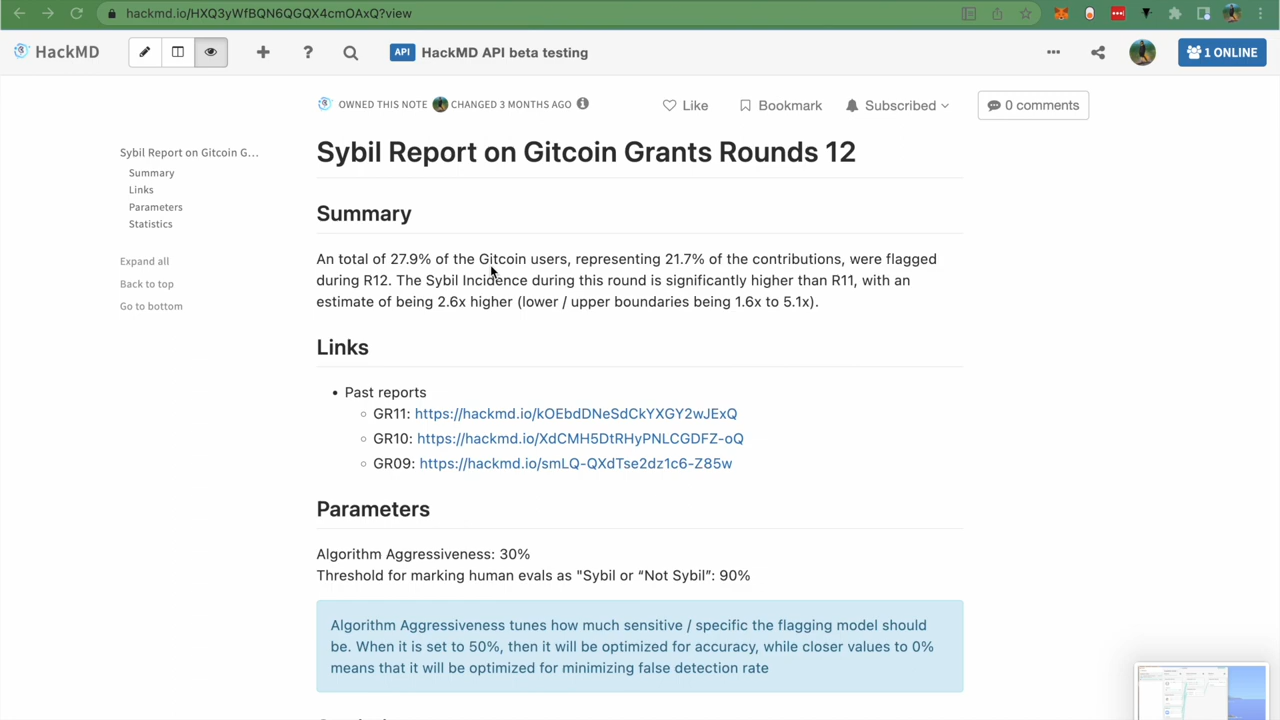 hackmd.io/HXQ3yWfBQN6QGQX4cmOAxQ?view
HackMD
API HackMD API beta testing
1 ONLINE
OWNED THIS NOTE CHANGED 3 MONTHS AGO
Like
Bookmark
Subscribed
0 comments
Sybil Report on Gitcoin G…
Summary
Links
Parameters
Statistics
Expand all
Back to top
Go to bottom
Sybil Report on Gitcoin Grants Rounds 12
Summary
An total of 27.9% of the Gitcoin users, representing 21.7% of the contributions, were flagged
during R12. The Sybil Incidence during this round is significantly higher than R11, with an
estimate of being 2.6x higher (lower / upper boundaries being 1.6x to 5.1x).
Links
• Past reports
◦ GR11: https://hackmd.io/kOEbdDNeSdCkYXGY2wJExQ
◦ GR10: https://hackmd.io/XdCMH5DtRHyPNLCGDFZ-oQ
◦ GR09: https://hackmd.io/smLQ-QXdTse2dz1c6-Z85w
Parameters
Algorithm Aggressiveness: 30%
Threshold for marking human evals as "Sybil or “Not Sybil”: 90%
Algorithm Aggressiveness tunes how much sensitive / specific the flagging model should
be. When it is set to 50%, then it will be optimized for accuracy, while closer values to 0%
means that it will be optimized for minimizing false detection rate